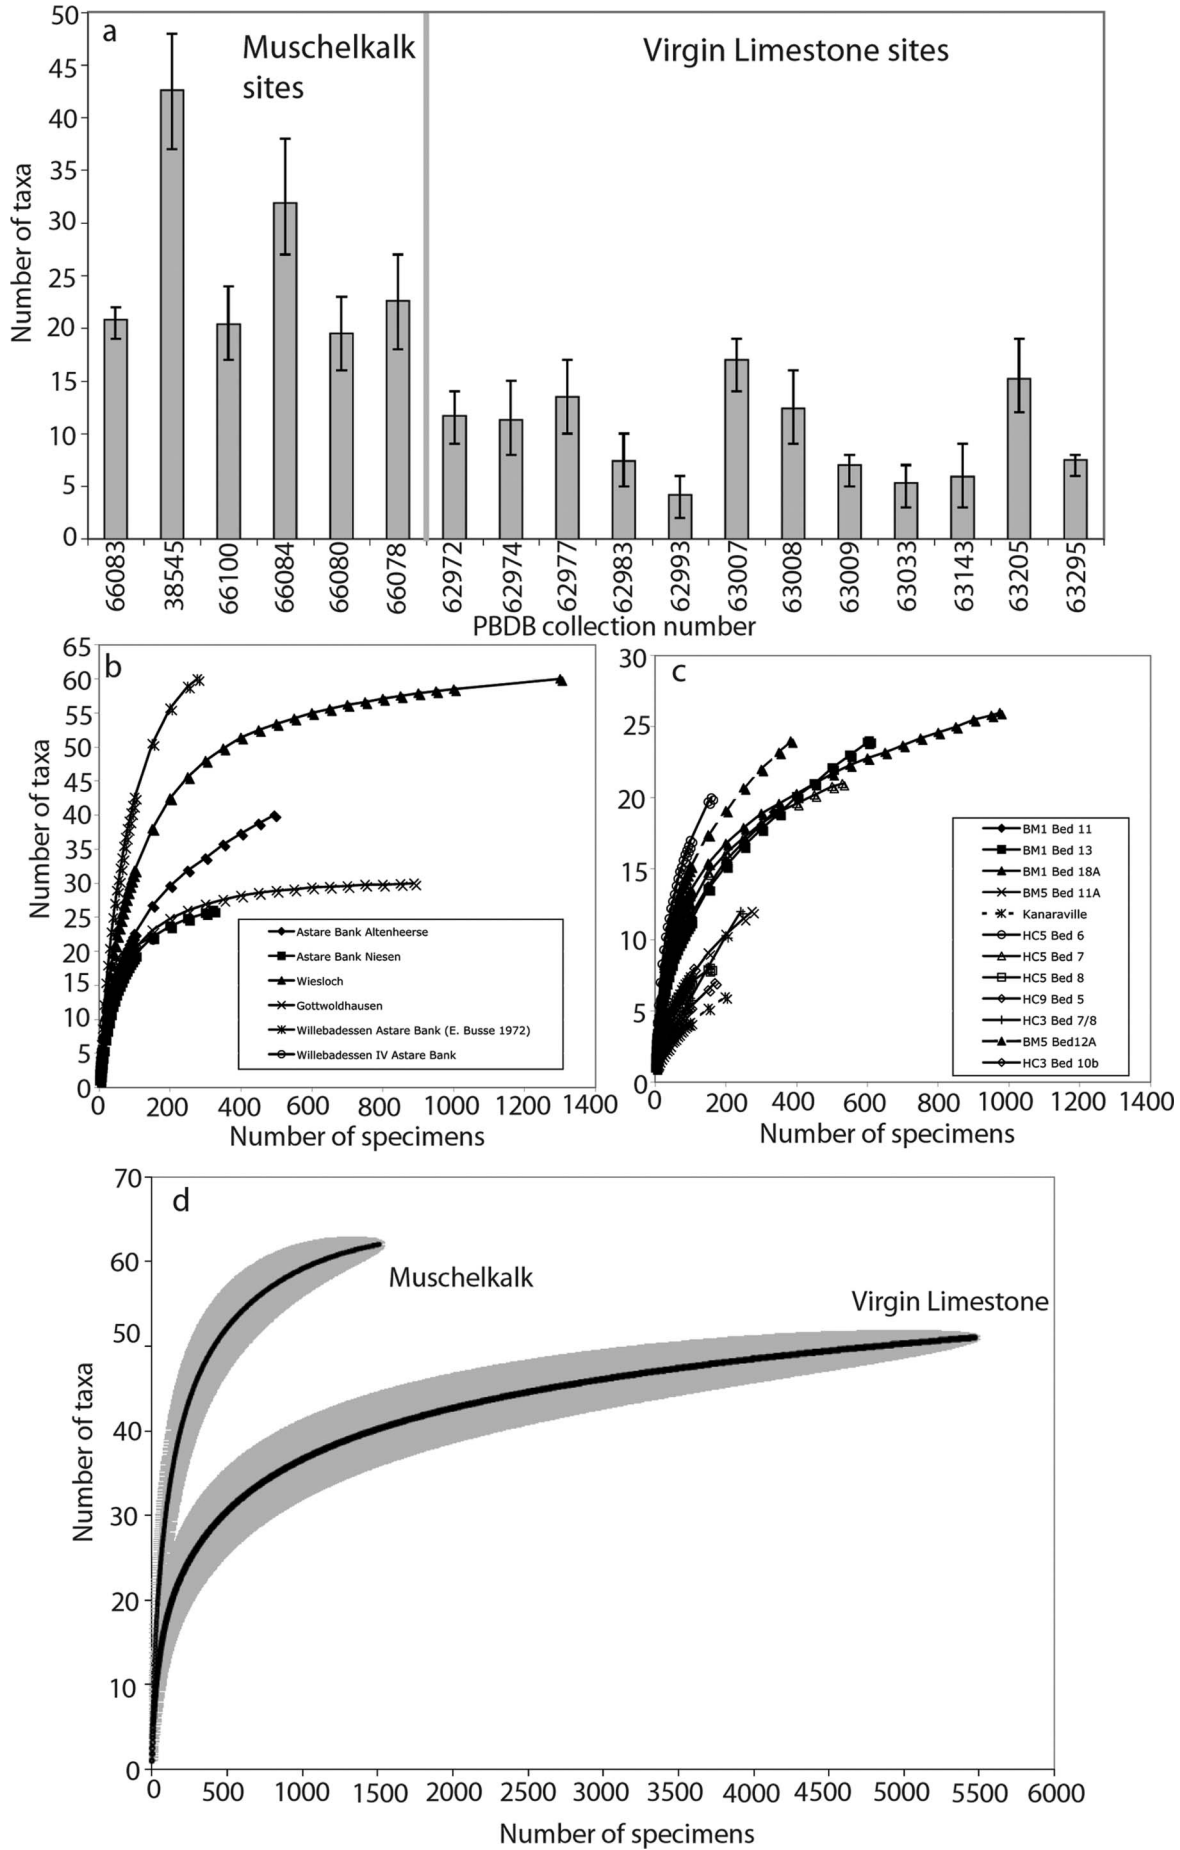 a
Muschelkalk
sites
Virgin Limestone sites
Number of taxa
50
45
40
35
30
25
20
15
10
5
0
66083
38545
66100
66084
66080
66078
62972
62974
62977
62983
62993
63007
63008
63009
63033
63143
63205
63295
PBDB collection number
b
Number of taxa
65
60
55
50
45
40
35
30
25
20
15
10
5
0
Astare Bank Altenheerse
Astare Bank Niesen
Wiesloch
Gottwoldhausen
Willebadessen Astare Bank (E. Busse 1972)
Willebadessen IV Astare Bank
0 200 400 600 800 1000 1200 1400
Number of specimens
c
30
25
20
15
10
5
0
BM1 Bed 11
BM1 Bed 13
BM1 Bed 18A
BM5 Bed 11A
Kanaraville
HC5 Bed 6
HC5 Bed 7
HC5 Bed 8
HC9 Bed 5
HC3 Bed 7/8
BM5 Bed12A
HC3 Bed 10b
0 200 400 600 800 1000 1200 1400
Number of specimens
d
Number of taxa
70
60
50
40
30
20
10
0
Muschelkalk
Virgin Limestone
0 500 1000 1500 2000 2500 3000 3500 4000 4500 5000 5500 6000
Number of specimens